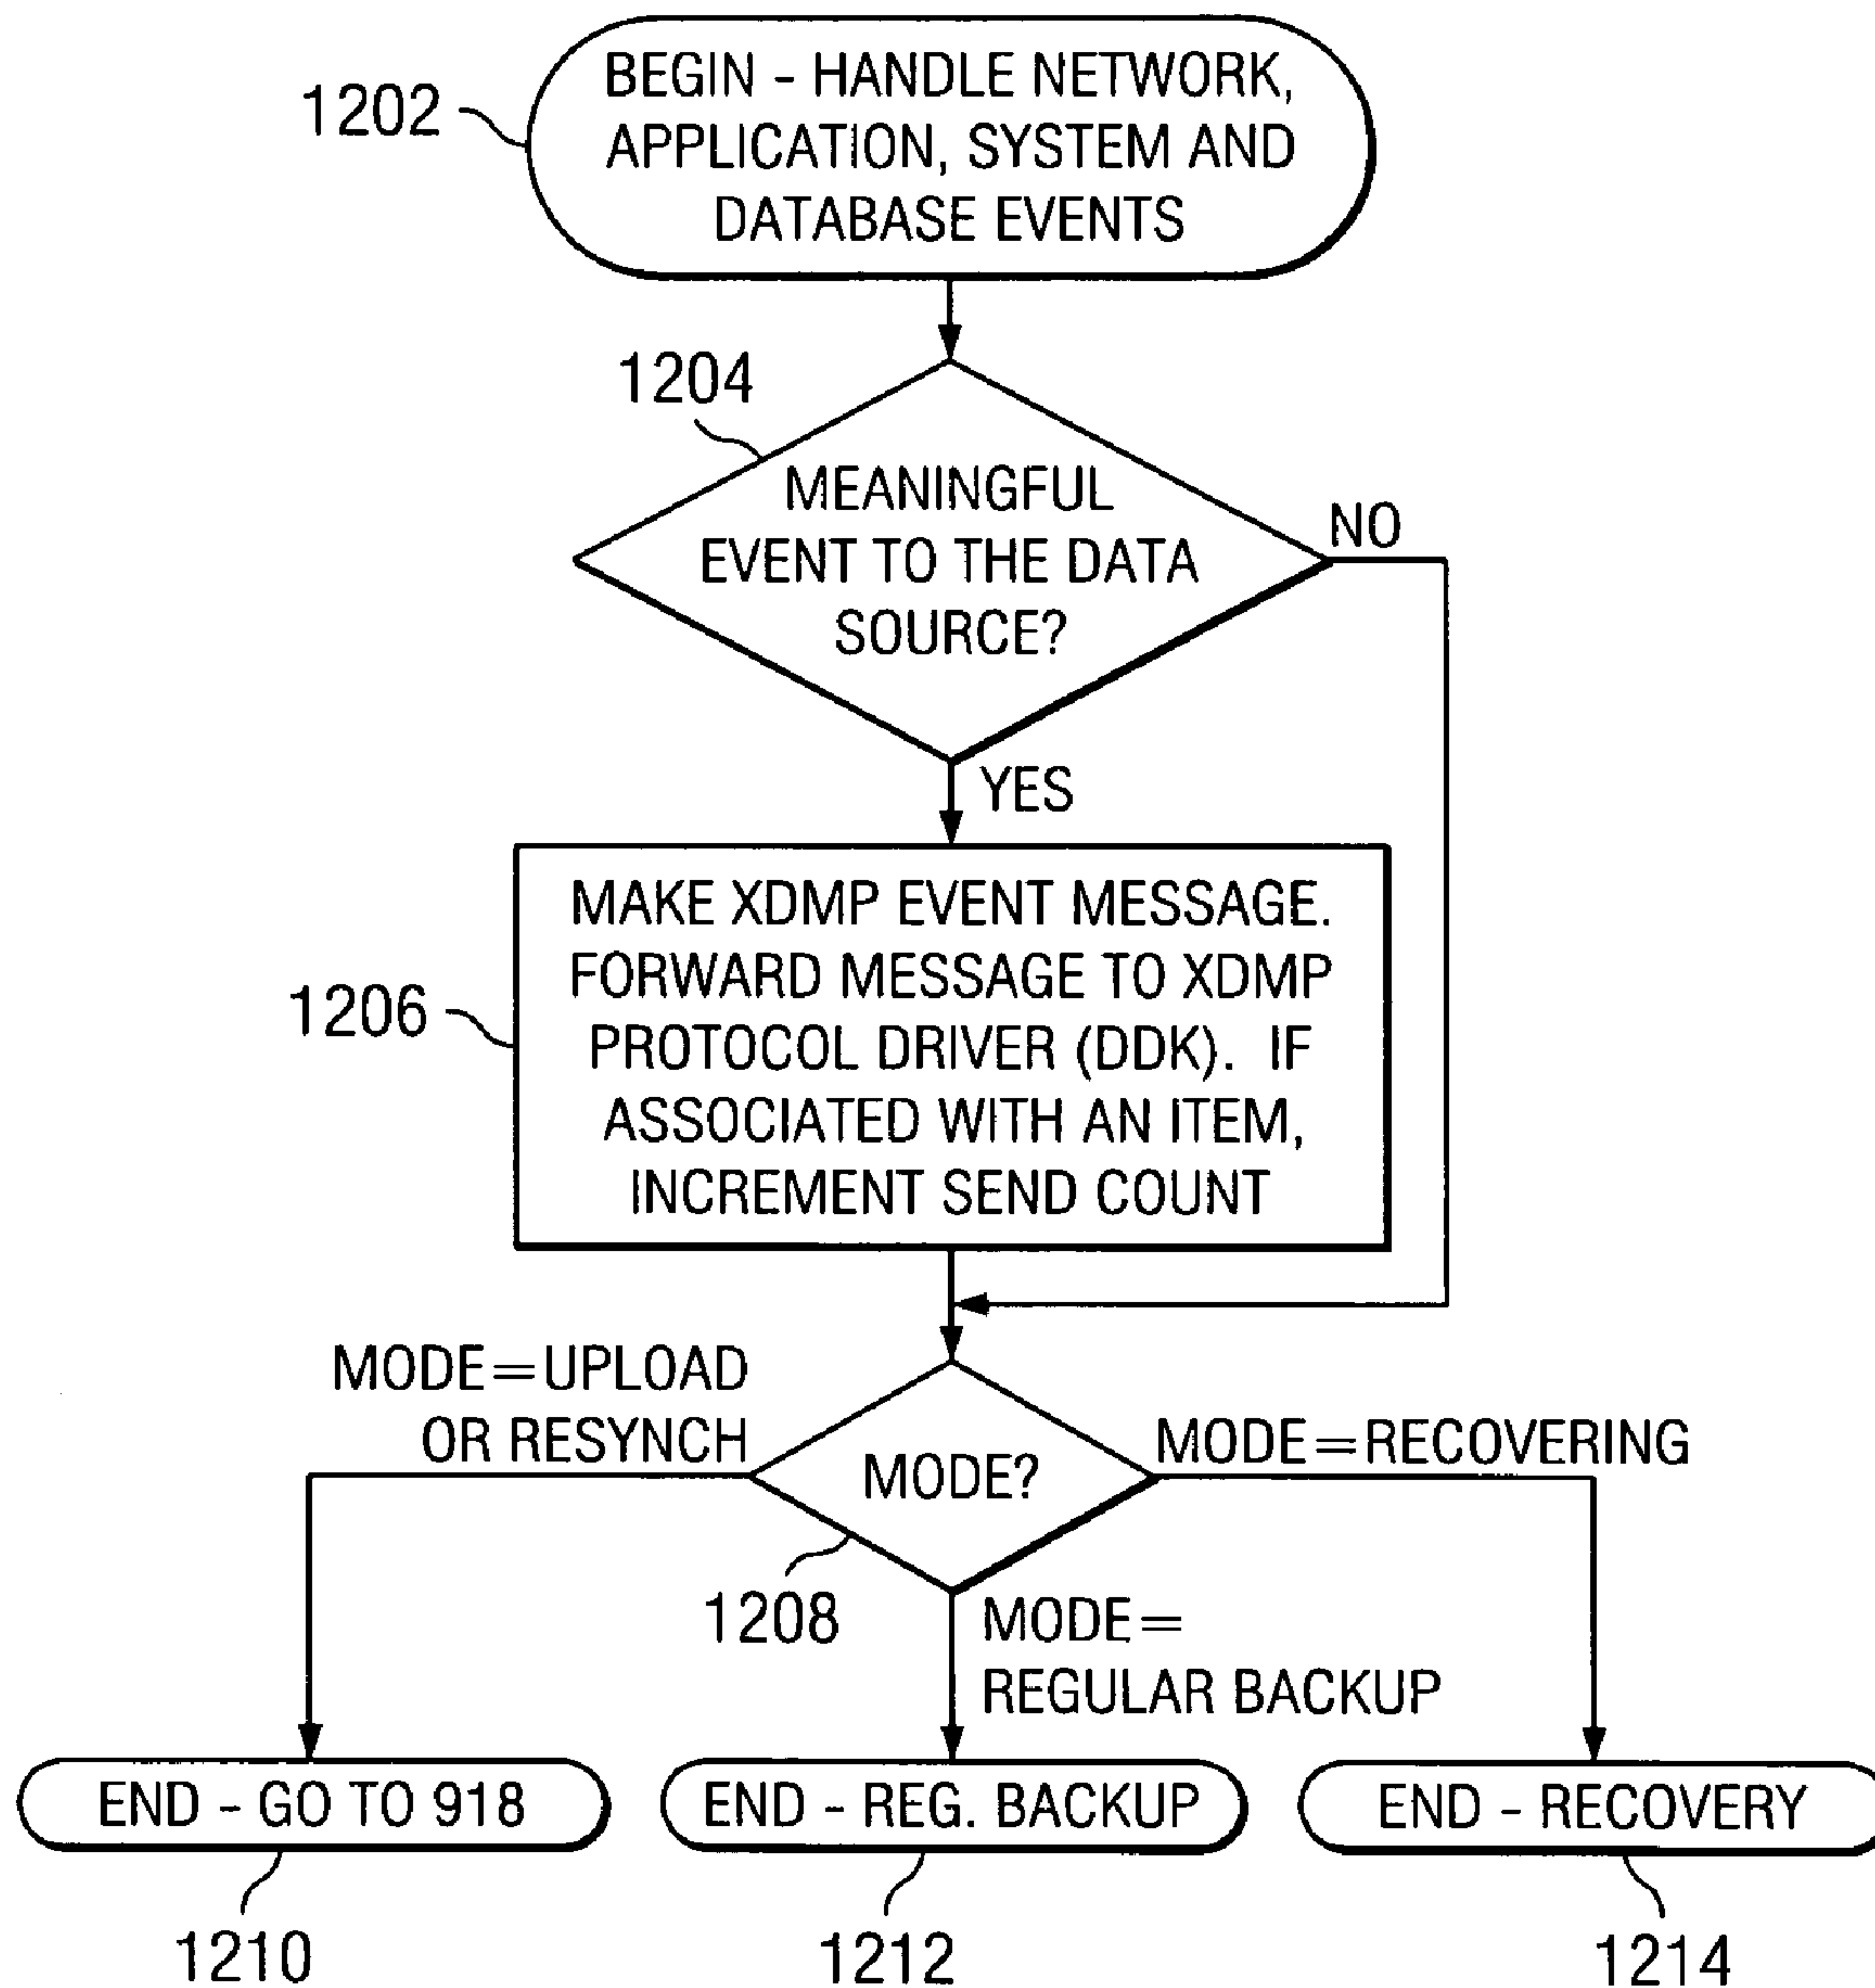 BEGIN - HANDLE NETWORK,
APPLICATION, SYSTEM AND
DATABASE EVENTS
1202
1204
MEANINGFUL
EVENT TO THE DATA
SOURCE?
NO
YES
MAKE XDMP EVENT MESSAGE.
FORWARD MESSAGE TO XDMP
PROTOCOL DRIVER (DDK). IF
ASSOCIATED WITH AN ITEM,
INCREMENT SEND COUNT
1206
MODE=UPLOAD
OR RESYNCH
MODE?
MODE=RECOVERING
1208
MODE=
REGULAR BACKUP
END - GO TO 918
END - REG. BACKUP
END - RECOVERY
1210
1212
1214